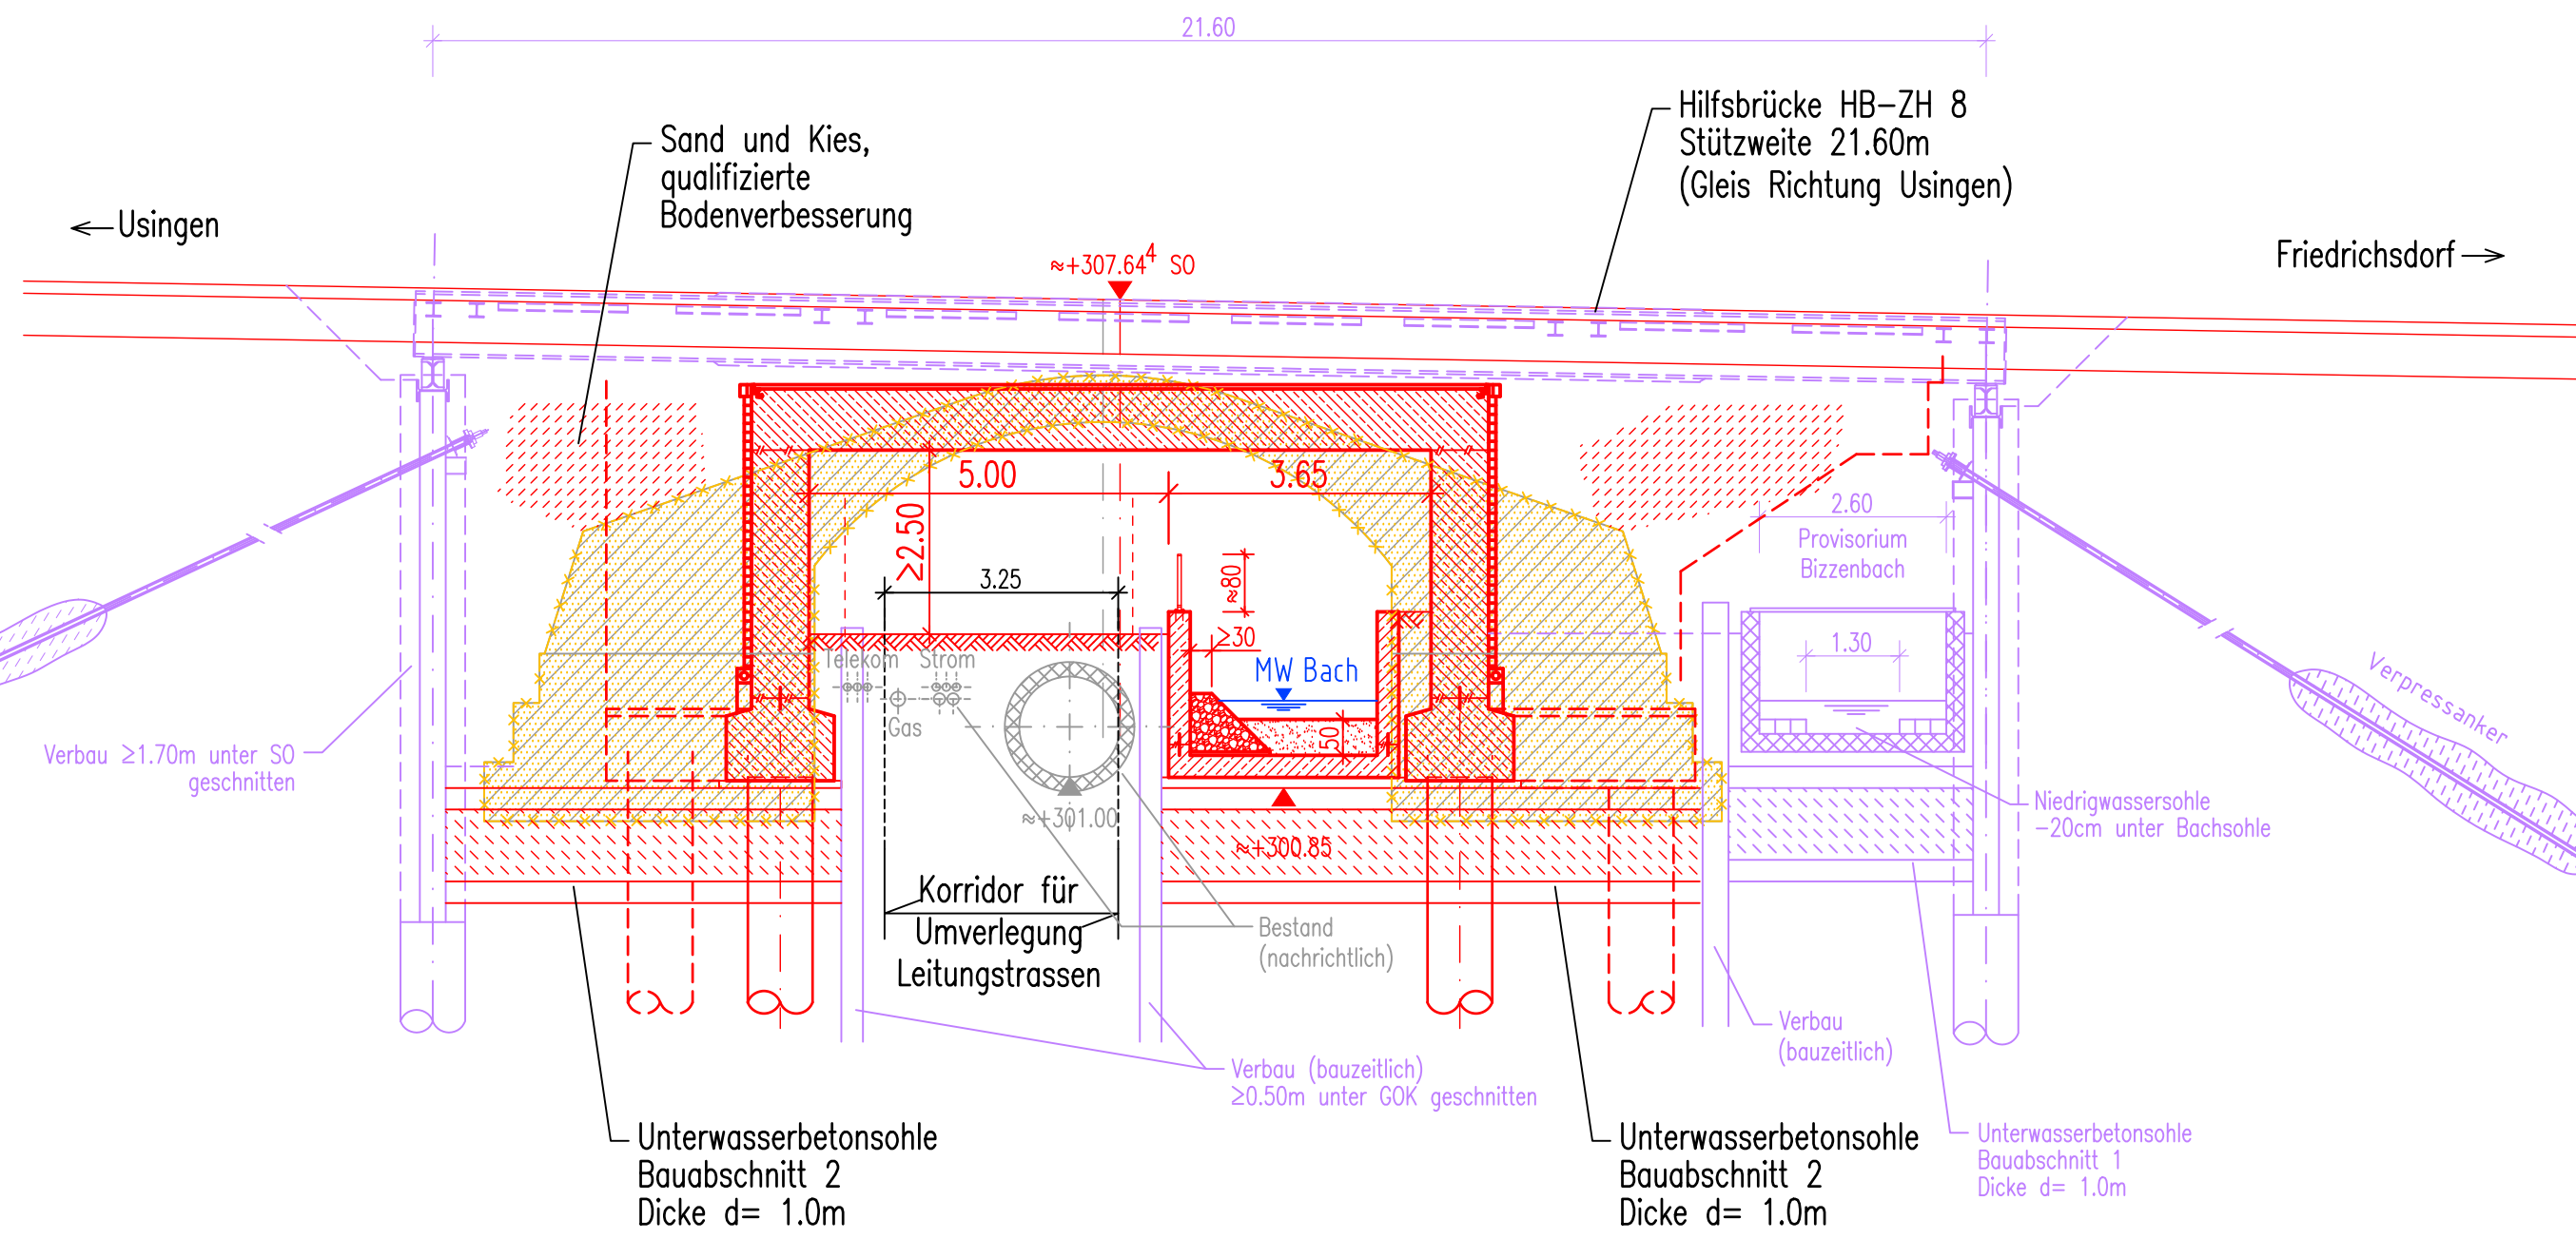 21.60
Hilfsbrücke HB-ZH 8
Stützweite 21.60m
(Gleis Richtung Usingen)
Sand und Kies,
qualifizierte
Bodenverbesserung
← Usingen
Friedrichsdorf →
≈+307.64⁴ SO
5.00
3.65
≥2.50
3.25
≈80
≥30
2.60
Provisorium
Bizzenbach
1.30
Telekom
Strom
Gas
MW Bach
50
≈+301.00
≈+300.85
Verpressanker
Verbau ≥1.70m unter SO
geschnitten
Niedrigwassersohle
-20cm unter Bachsohle
Korridor für
Umverlegung
Leitungstrassen
Bestand
(nachrichtlich)
Verbau
(bauzeitlich)
Verbau (bauzeitlich)
≥0.50m unter GOK geschnitten
Unterwasserbetonsohle
Bauabschnitt 2
Dicke d= 1.0m
Unterwasserbetonsohle
Bauabschnitt 2
Dicke d= 1.0m
Unterwasserbetonsohle
Bauabschnitt 1
Dicke d= 1.0m